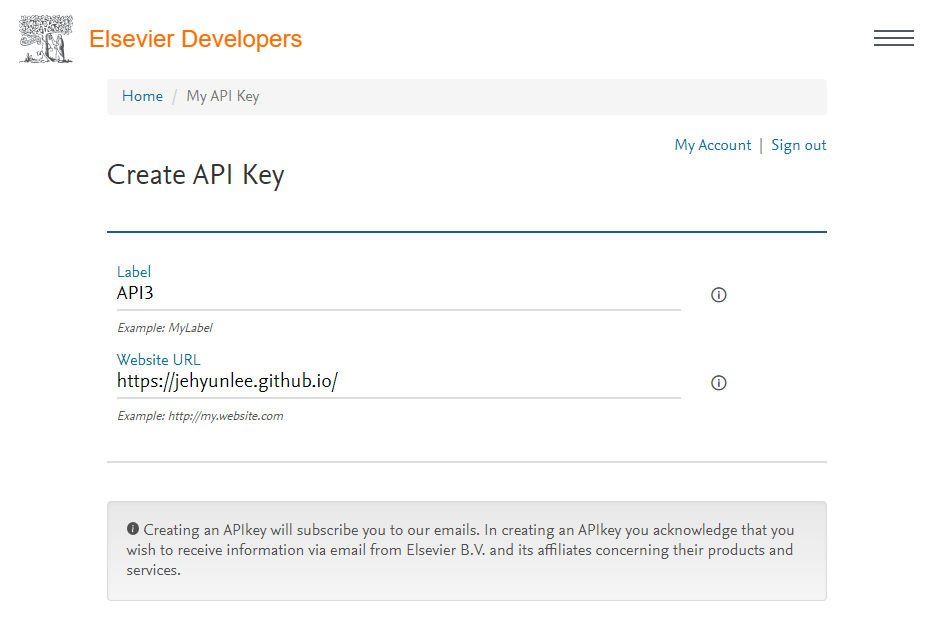 Elsevier Developers
Home / My API Key
My Account | Sign out
Create API Key
Label
API3
Example: MyLabel
Website URL
https://jehyunlee.github.io/
Example: http://my.website.com
Creating an APIkey will subscribe you to our emails. In creating an APIkey you acknowledge that you
wish to receive information via email from Elsevier B.V. and its affiliates concerning their products and
services.